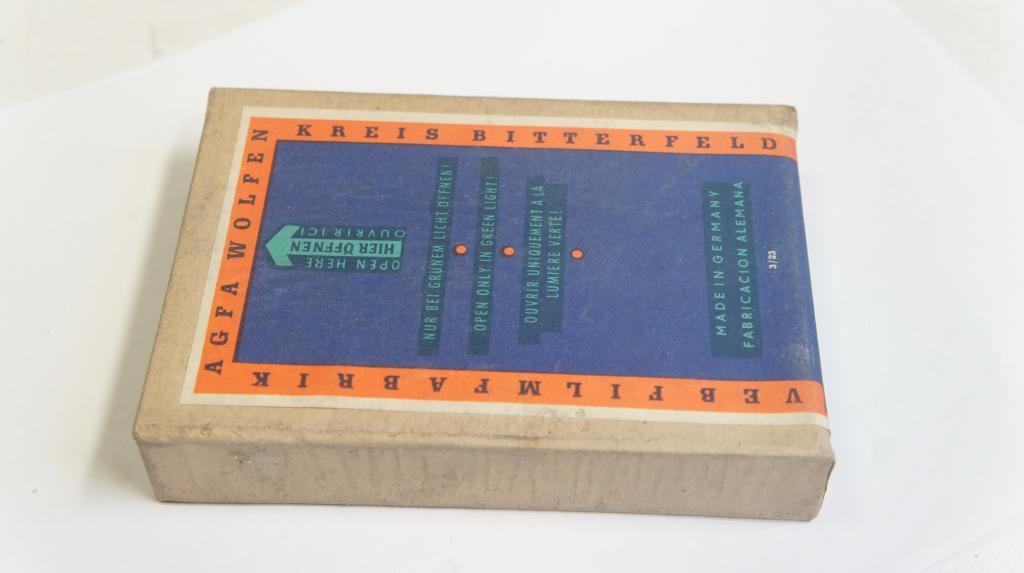 VEB FILMFABRIK
AGFA WOLFEN
KREIS BITTERFELD
OPEN HERE
HIER ÖFFNEN
OUVRIR ICI
NUR BEI GRÜNEM LICHT ÖFFNEN!
OPEN ONLY IN GREEN LIGHT!
OUVRIR UNIQUEMENT A LA
LUMIERE VERTE!
MADE IN GERMANY
FABRICACION ALEMANA
3/23